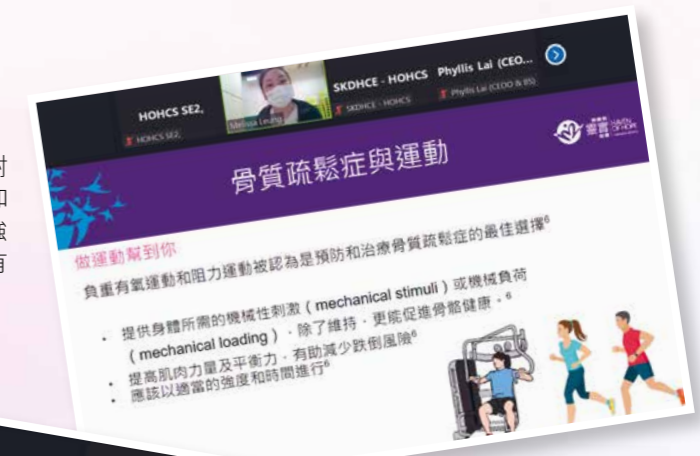 HOHCS SE2,
SKDHCE - HOHCS
Phyllis Lai (CEO...
HOHCS SE2,
Melissa Leung
SKDHCE - HOHCS
Phyllis Lai (CEOO & BS)
骨質疏鬆症與運動
靈實
HAVEN
OF HOPE
做運動幫到你
負重有氧運動和阻力運動被認為是預防和治療骨質疏鬆症的最佳選擇⁶
• 提供身體所需的機械性刺激（mechanical stimuli）或機械負荷
（mechanical loading），除了維持，更能促進骨骼健康。⁶
• 提高肌肉力量及平衡力，有助減少跌倒風險⁶
• 應該以適當的強度和時間進行⁶